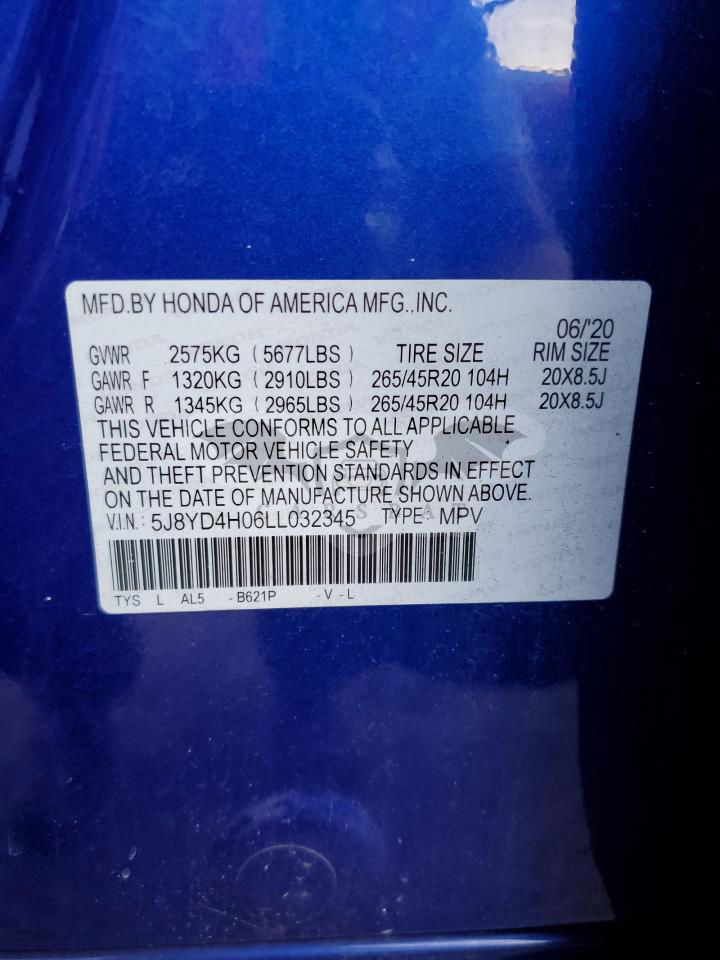 MFD.BY HONDA OF AMERICA MFG.,INC.
06/'20
GVWR 2575KG (5677LBS) TIRE SIZE RIM SIZE
GAWR F 1320KG (2910LBS) 265/45R20 104H 20X8.5J
GAWR R 1345KG (2965LBS) 265/45R20 104H 20X8.5J
THIS VEHICLE CONFORMS TO ALL APPLICABLE
FEDERAL MOTOR VEHICLE SAFETY
AND THEFT PREVENTION STANDARDS IN EFFECT
ON THE DATE OF MANUFACTURE SHOWN ABOVE.
V.I.N.: 5J8YD4H06LL032345 TYPE: MPV
TYS L AL5 -B621P -V -L